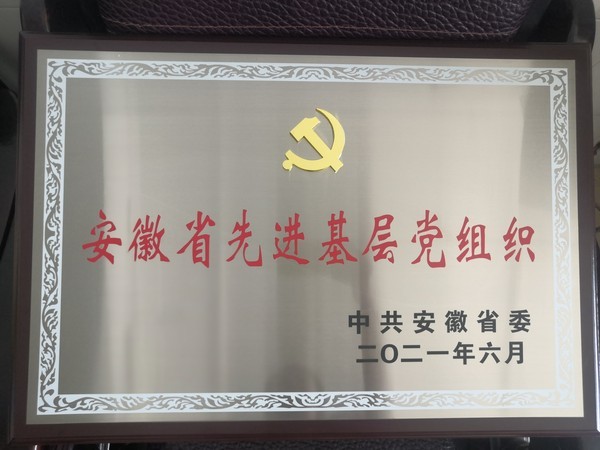 安徽省先进基层党组织
中共安徽省委
二〇二一年六月